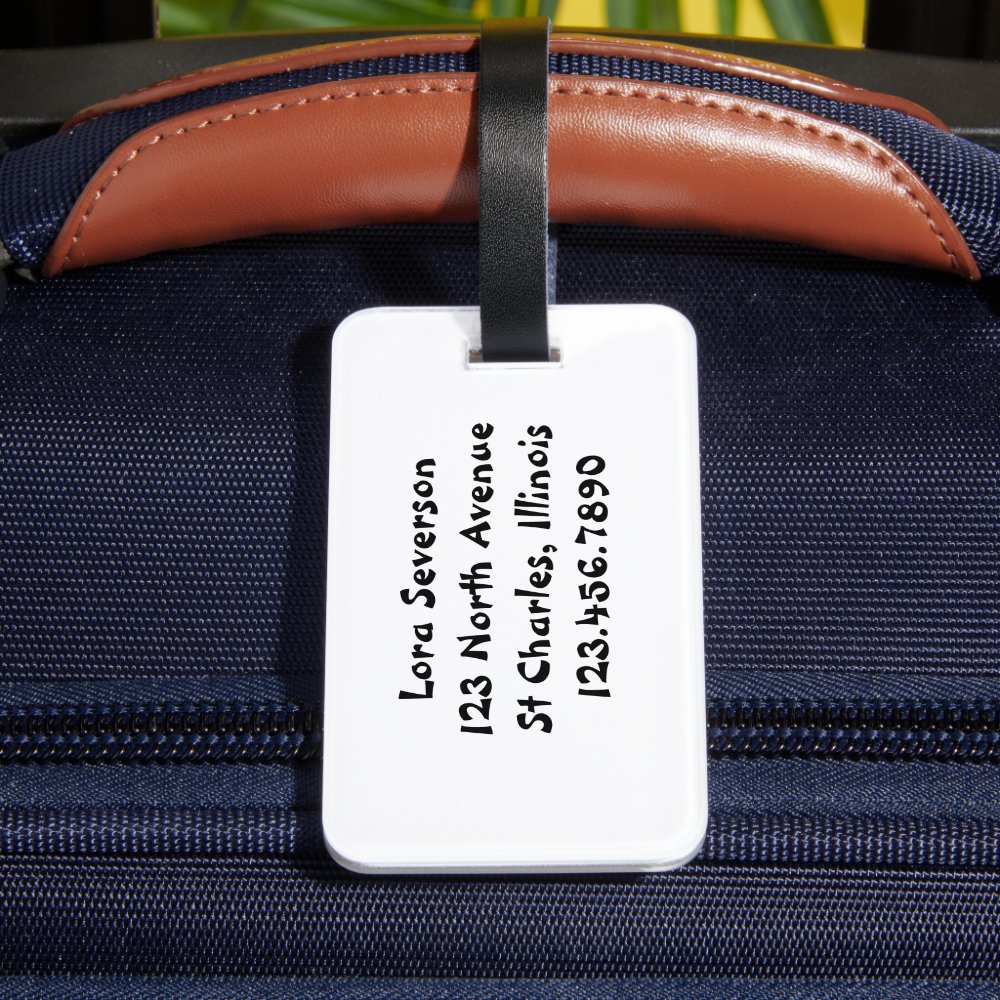 Lora Severson
123 North Avenue
St Charles, Illinois
123.456.7890